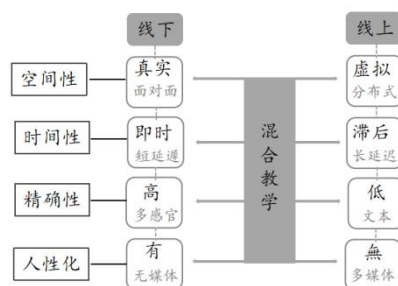 线下
线上
空间性
真实
面对面
虚拟
分布式
时间性
即时
短延遲
滞后
长延迟
混合教学
精确性
高
多感官
低
文本
人性化
有
无媒体
無
多媒体